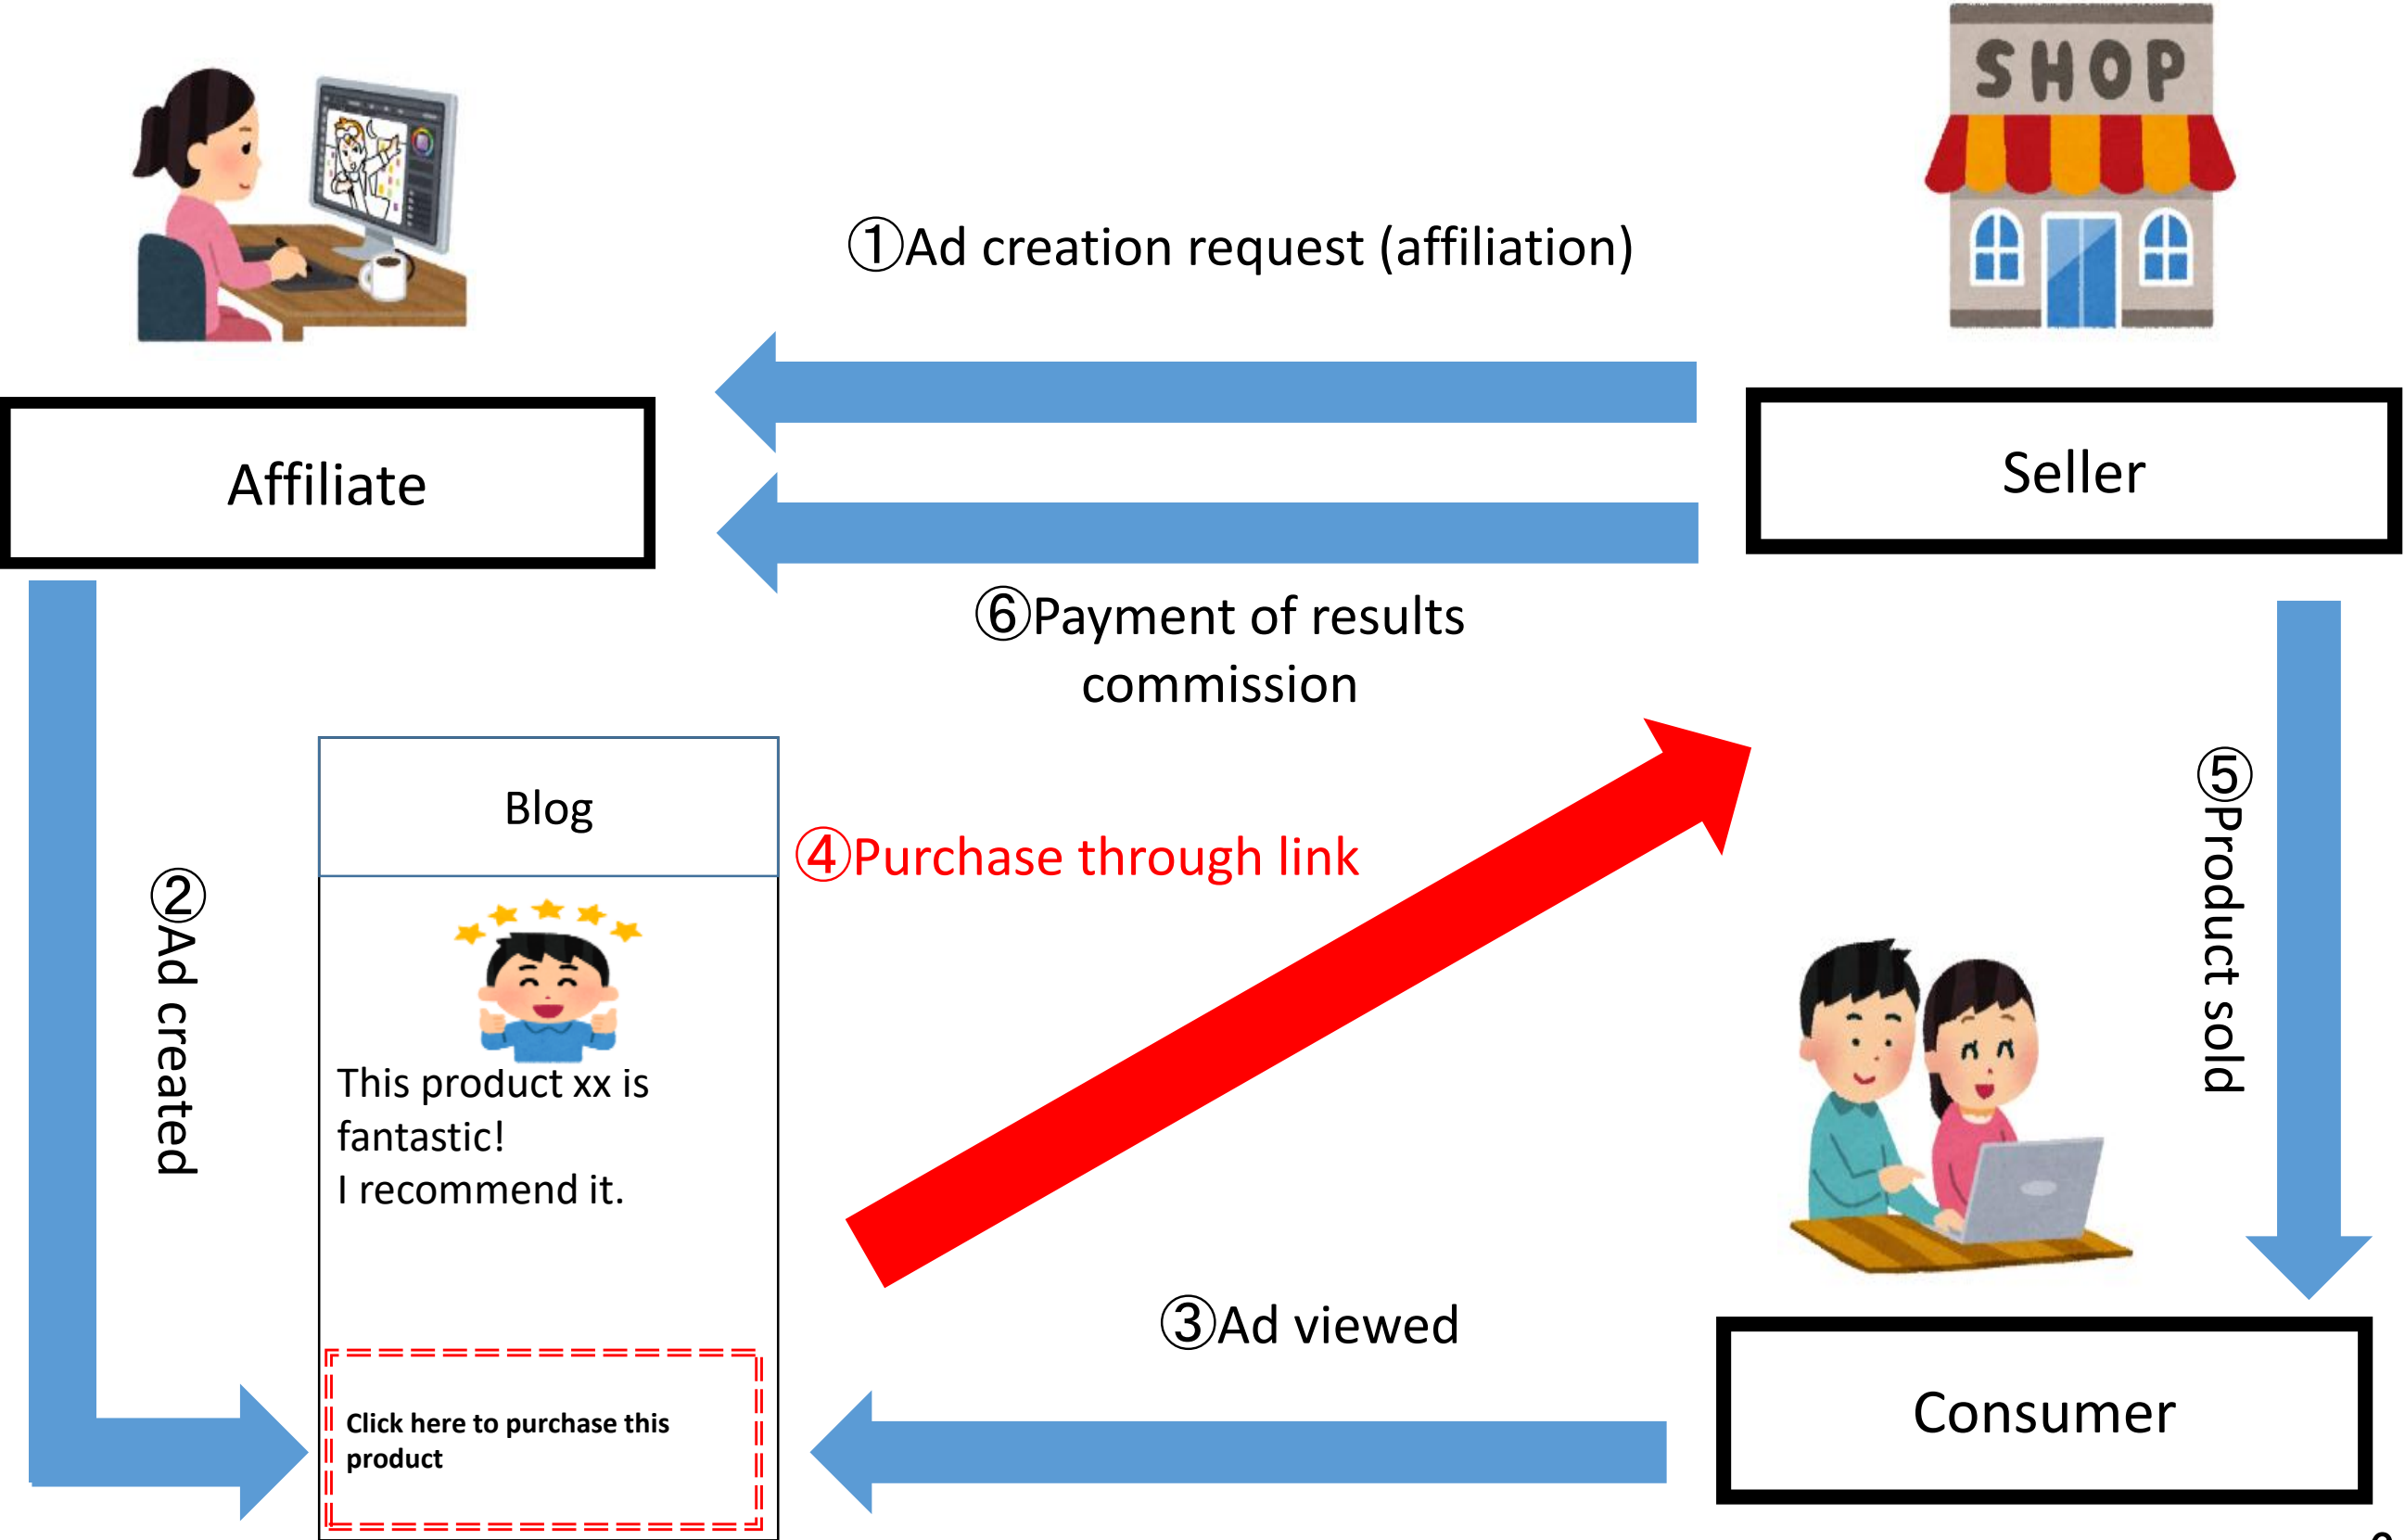 SHOP
①Ad creation request (affiliation)
Affiliate
Seller
⑥Payment of results
commission
Blog
④Purchase through link
②Ad created
⑤Product sold
This product xx is
fantastic!
I recommend it.
③Ad viewed
Click here to purchase this
product
Consumer